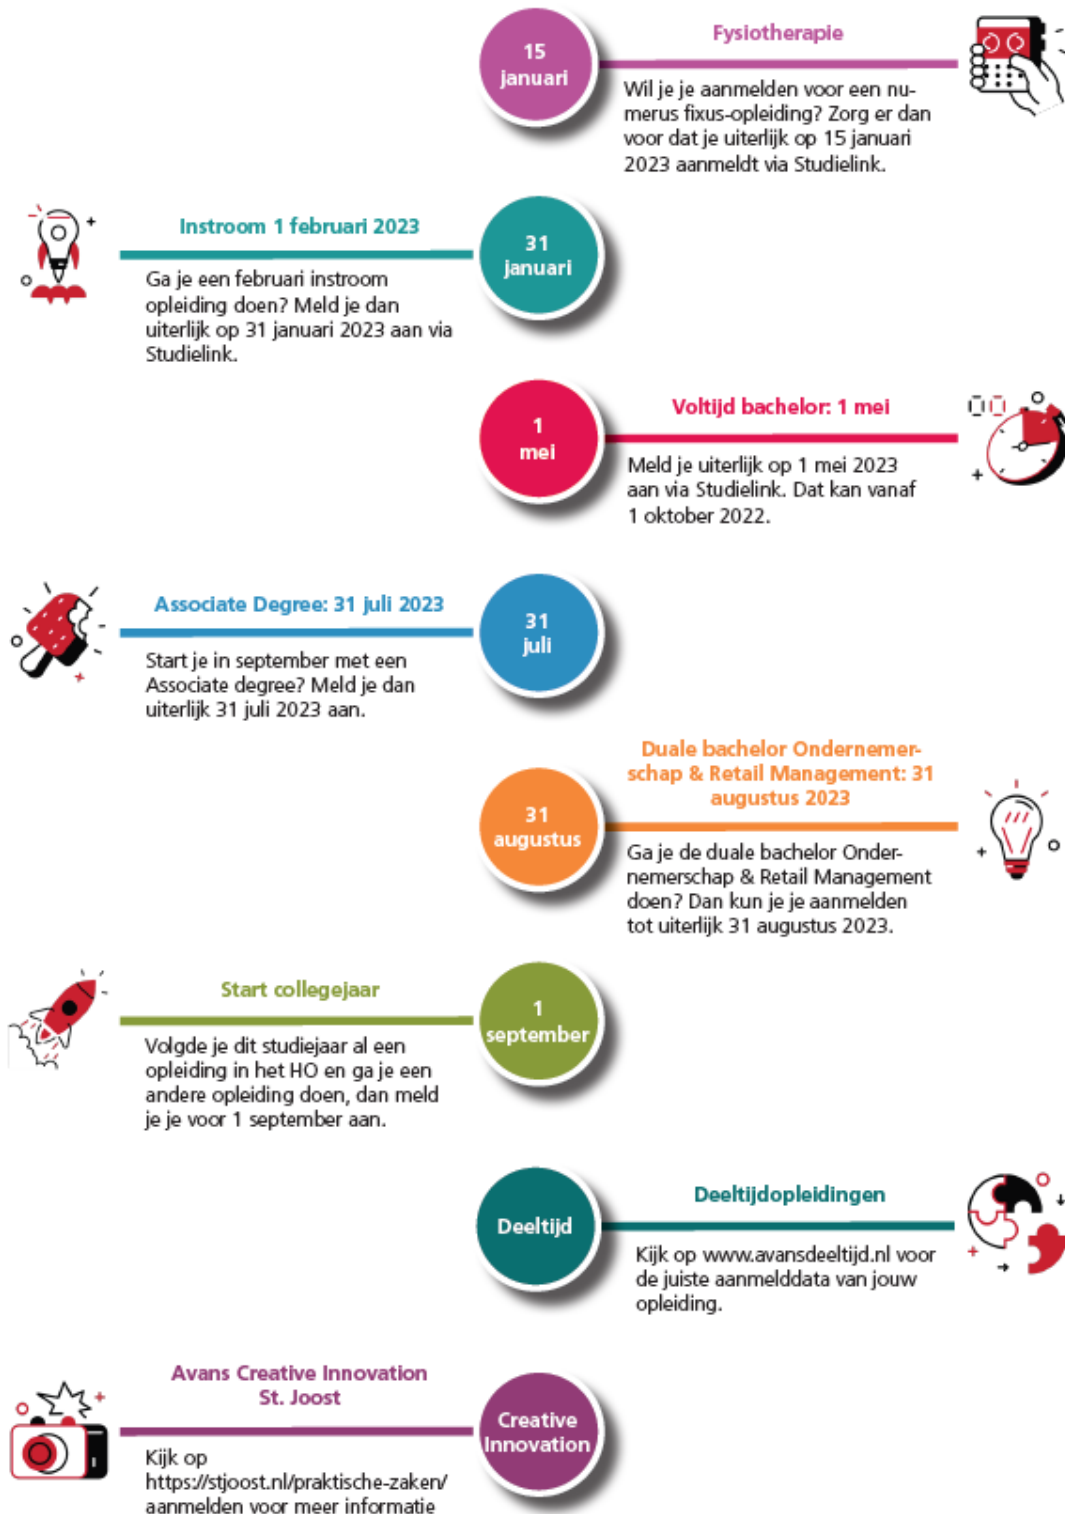 15
januari
Fysiotherapie
Wil je je aanmelden voor een nu-
merus fixus-opleiding? Zorg er dan
voor dat je uiterlijk op 15 januari
2023 aanmeldt via Studielink.
Instroom 1 februari 2023
31
januari
Ga je een februari instroom
opleiding doen? Meld je dan
uiterlijk op 31 januari 2023 aan via
Studielink.
1
mei
Voltijd bachelor: 1 mei
Meld je uiterlijk op 1 mei 2023
aan via Studielink. Dat kan vanaf
1 oktober 2022.
Associate Degree: 31 juli 2023
31
juli
Start je in september met een
Associate degree? Meld je dan
uiterlijk 31 juli 2023 aan.
Duale bachelor Ondernemer-
schap & Retail Management: 31
augustus 2023
31
augustus
Ga je de duale bachelor Onder-
nemerschap & Retail Management
doen? Dan kun je je aanmelden
tot uiterlijk 31 augustus 2023.
Start collegejaar
1
september
Volgde je dit studiejaar al een
opleiding in het HO en ga je een
andere opleiding doen, dan meld
je je voor 1 september aan.
Deeltijd
Deeltijdopleidingen
Kijk op www.avansdeeltijd.nl voor
de juiste aanmelddata van jouw
opleiding.
Avans Creative Innovation
St. Joost
Creative
Innovation
Kijk op
https://stjoost.nl/praktische-zaken/
aanmelden voor meer informatie